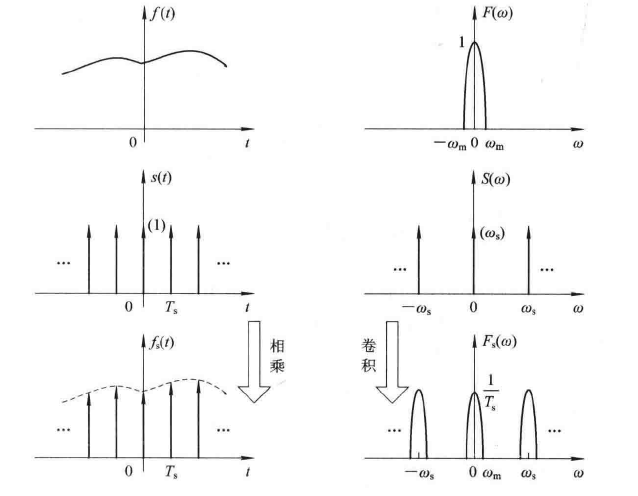 f(t)
0
t
F(ω)
1
−ωm 0 ωm
ω
s(t)
(1)
...
...
0
Ts
t
S(ω)
(ωs)
...
...
−ωs
0
ωs
ω
相乘
卷积
fs(t)
...
...
0
Ts
t
Fs(ω)
1/Ts
...
...
−ωs
0
ωm
ωs
ω